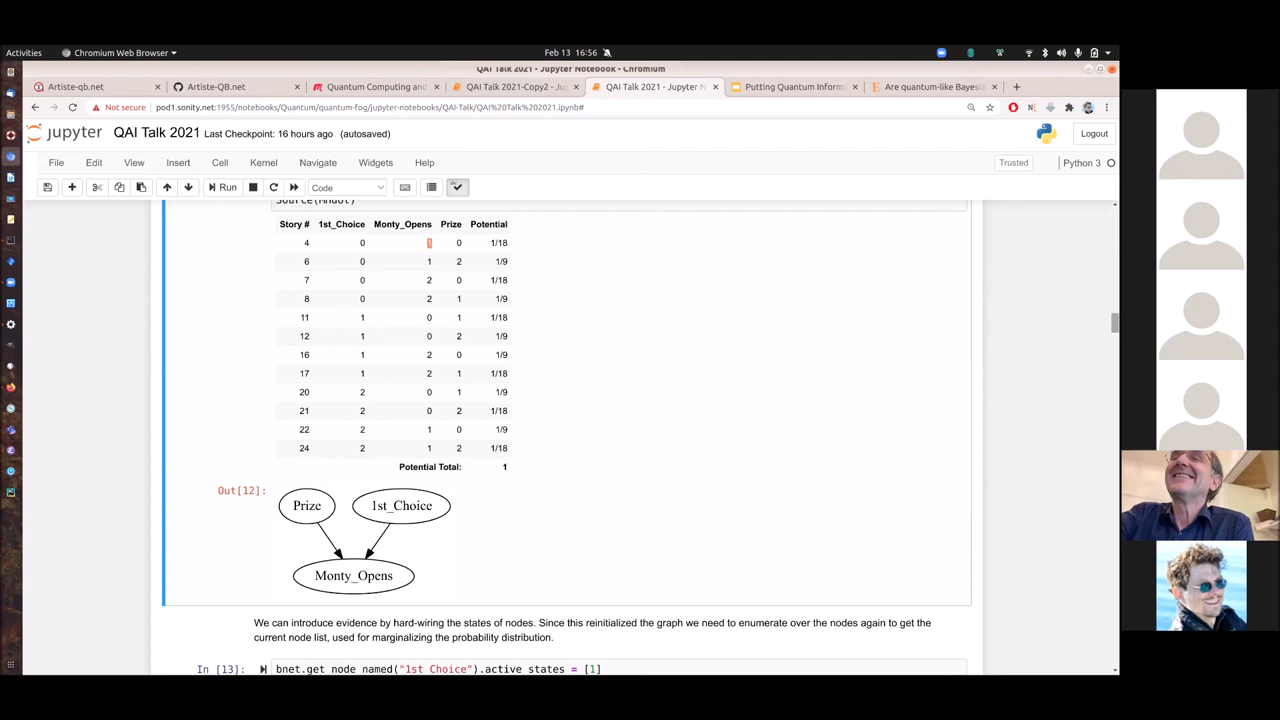 Activities Chromium Web Browser Feb 13 16:56
QAI Talk 2021 - Jupyter Notebook - Chromium
Artiste-qb.net Artiste-QB.net Quantum Computing and QAI Talk 2021-Copy2 - Jup QAI Talk 2021 - Jupyter N Putting Quantum Inform Are quantum-like Bayesia
Not secure pod1.sonity.net:1955/notebooks/Quantum/quantum-fog/jupyter-notebooks/QAI-Talk/QAI%20Talk%202021.ipynb#
jupyter QAI Talk 2021 Last Checkpoint: 16 hours ago (autosaved) Logout
File Edit View Insert Cell Kernel Navigate Widgets Help Trusted Python 3
Run Code
Story # 1st_Choice Monty_Opens Prize Potential
4 0 1 0 1/18
6 0 1 2 1/9
7 0 2 0 1/18
8 0 2 1 1/9
11 1 0 1 1/18
12 1 0 2 1/9
16 1 2 0 1/9
17 1 2 1 1/18
20 2 0 1 1/9
21 2 0 2 1/18
22 2 1 0 1/9
24 2 1 2 1/18
Potential Total: 1
Out[12]:
Prize 1st_Choice
Monty_Opens
We can introduce evidence by hard-wiring the states of nodes. Since this reinitialized the graph we need to enumerate over the nodes again to get the
current node list, used for marginalizing the probability distribution.
In [13] bnet.get_node_named("1st_Choice").active_states = [1]